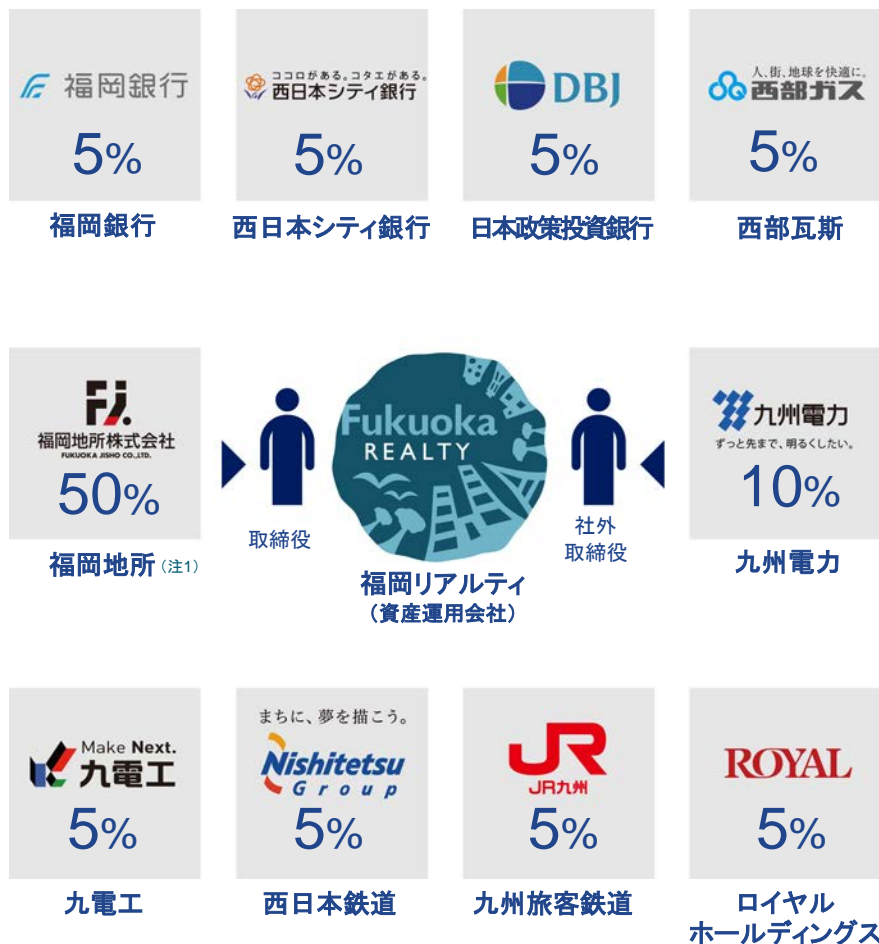 福岡銀行
5%
福岡銀行
ココロがある。コタエがある。
西日本シティ銀行
5%
西日本シティ銀行
DBJ
5%
日本政策投資銀行
人、街、地球を快適に。
西部ガス
5%
西部瓦斯
FJ.
福岡地所株式会社
FUKUOKA JISHO CO.,LTD.
50%
福岡地所（注1）
取締役
Fukuoka
REALTY
福岡リアルティ
（資産運用会社）
社外
取締役
九州電力
ずっと先まで、明るくしたい。
10%
九州電力
Make Next.
九電工
5%
九電工
まちに、夢を描こう。
Nishitetsu
Group
5%
西日本鉄道
JR
JR九州
5%
九州旅客鉄道
ROYAL
5%
ロイヤル
ホールディングス